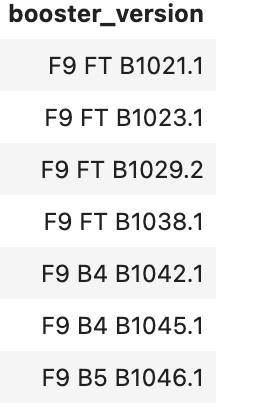 booster_version
F9 FT B1021.1
F9 FT B1023.1
F9 FT B1029.2
F9 FT B1038.1
F9 B4 B1042.1
F9 B4 B1045.1
F9 B5 B1046.1